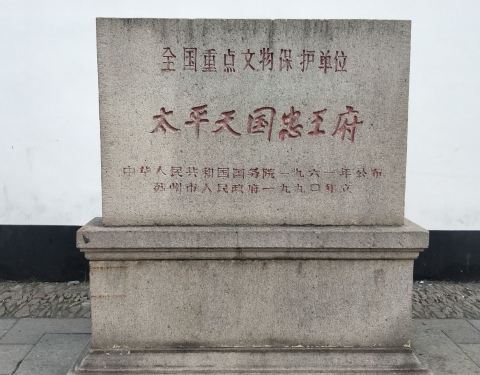 全国重点文物保护单位
太平天国忠王府
中华人民共和国国务院一九六一年公布
苏州市人民政府一九九〇年立